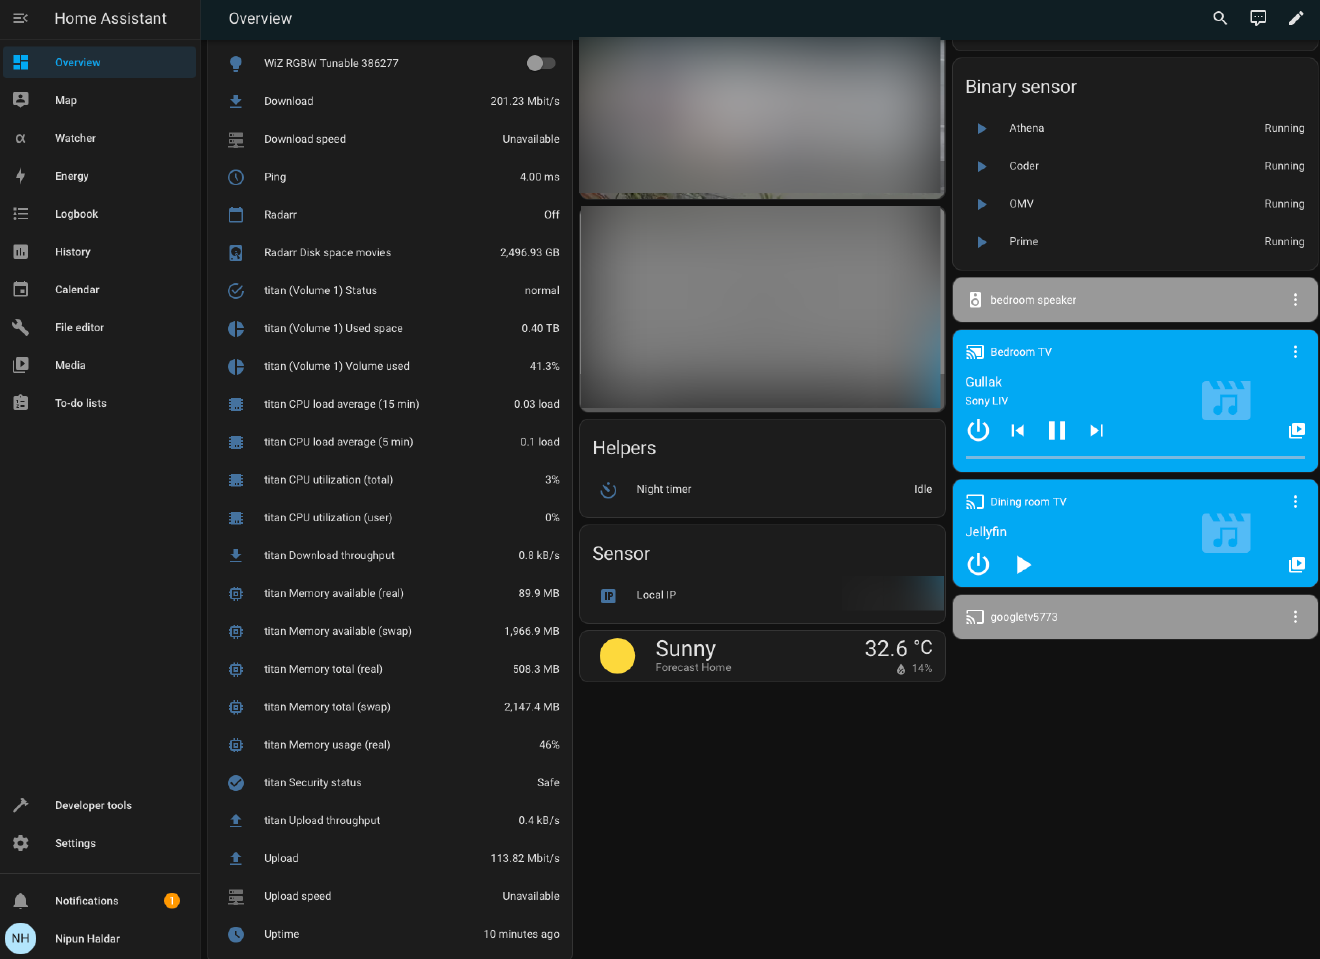 Home Assistant
Overview
Map
Watcher
Energy
Logbook
History
Calendar
File editor
Media
To-do lists
Developer tools
Settings
Notifications 1
NH Nipun Haldar
Overview
WiZ RGBW Tunable 386277
Download 201.23 Mbit/s
Download speed Unavailable
Ping 4.00 ms
Radarr Off
Radarr Disk space movies 2,496.93 GB
titan (Volume 1) Status normal
titan (Volume 1) Used space 0.40 TB
titan (Volume 1) Volume used 41.3%
titan CPU load average (15 min) 0.03 load
titan CPU load average (5 min) 0.1 load
titan CPU utilization (total) 3%
titan CPU utilization (user) 0%
titan Download throughput 0.8 kB/s
titan Memory available (real) 89.9 MB
titan Memory available (swap) 1,966.9 MB
titan Memory total (real) 508.3 MB
titan Memory total (swap) 2,147.4 MB
titan Memory usage (real) 46%
titan Security status Safe
titan Upload throughput 0.4 kB/s
Upload 113.82 Mbit/s
Upload speed Unavailable
Uptime 10 minutes ago
Helpers
Night timer Idle
Sensor
IP Local IP
Sunny 32.6 °C
Forecast Home 14%
Binary sensor
Athena Running
Coder Running
OMV Running
Prime Running
bedroom speaker
Bedroom TV
Gullak
Sony LIV
Dining room TV
Jellyfin
googletv5773